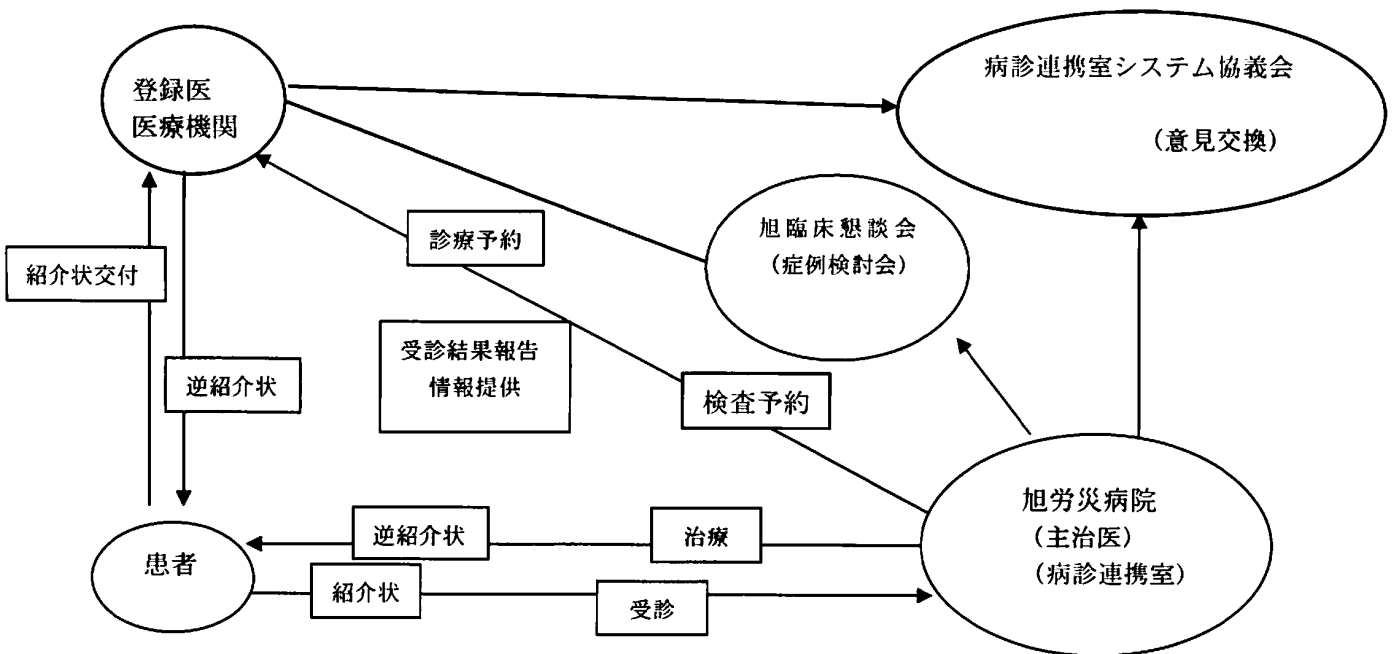 登録医
医療機関
病診連携室システム協議会
(意見交換)
旭臨床懇談会
(症例検討会)
診療予約
紹介状交付
受診結果報告
情報提供
逆紹介状
検査予約
旭労災病院
(主治医)
(病診連携室)
患者
逆紹介状
治療
紹介状
受診